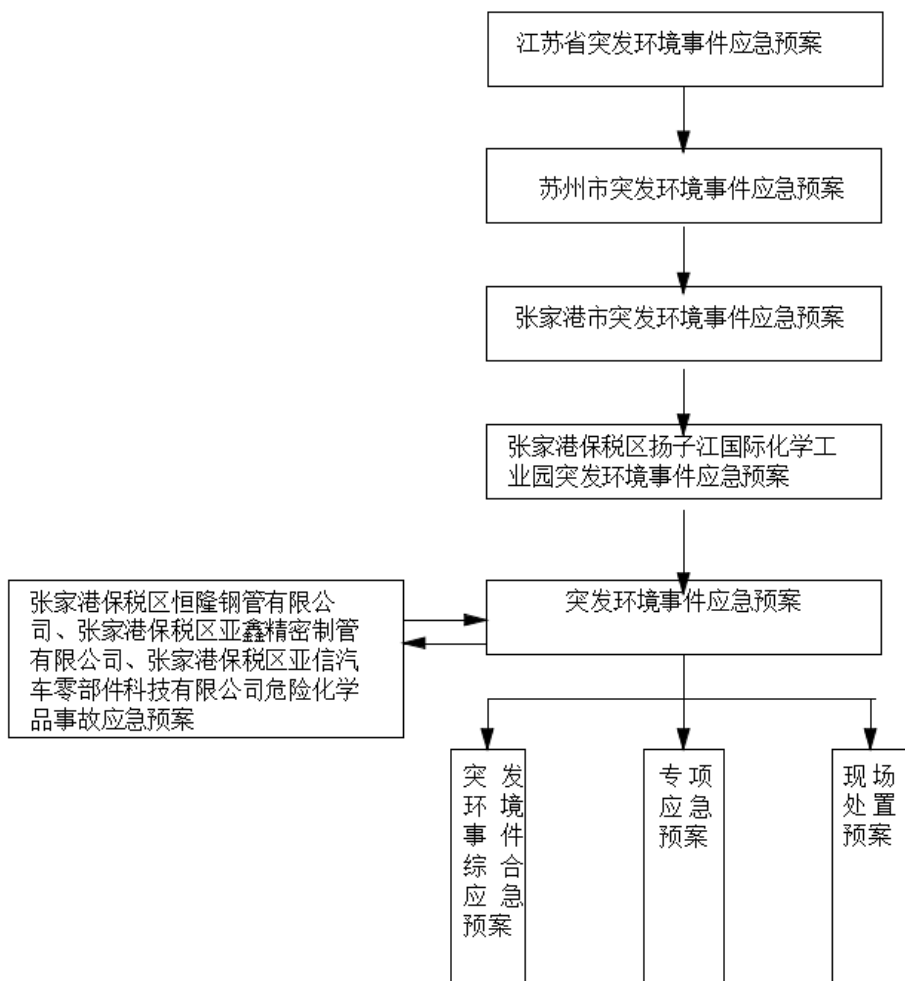 江苏省突发环境事件应急预案
苏州市突发环境事件应急预案
张家港市突发环境事件应急预案
张家港保税区扬子江国际化学工
业园突发环境事件应急预案
突发环境事件应急预案
张家港保税区恒隆钢管有限公
司、张家港保税区亚鑫精密制管
有限公司、张家港保税区亚信汽
车零部件科技有限公司危险化学
品事故应急预案
突发
环境
事件
综合
应急
预案
专项
应急
预案
现场
处置
预案